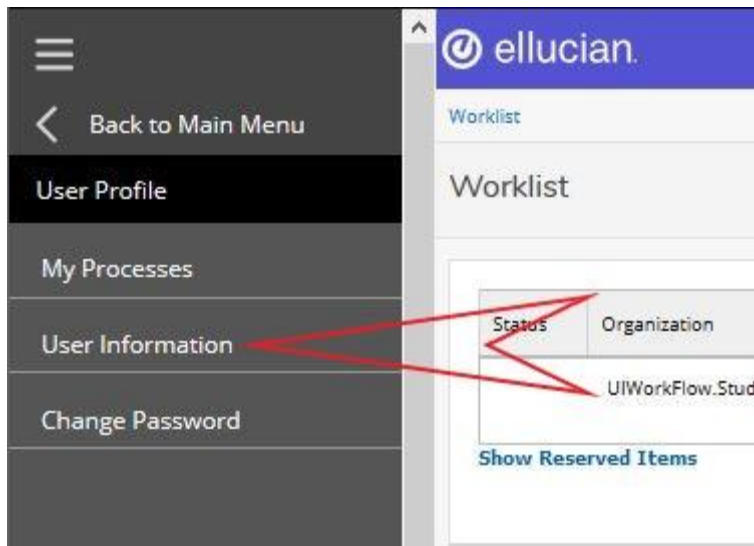 ellucian.
Back to Main Menu
User Profile
My Processes
User Information
Change Password
Worklist
Worklist
Status Organization
UIWorkFlow.Stud
Show Reserved Items